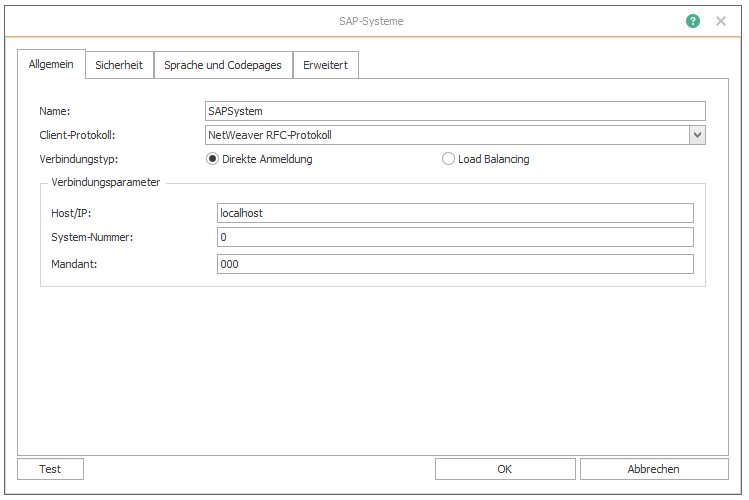 SAP-Systeme
?
Allgemein Sicherheit Sprache und Codepages Erweitert
Name: SAPSystem
Client-Protokoll: NetWeaver RFC-Protokoll
Verbindungstyp: Direkte Anmeldung Load Balancing
Verbindungsparameter
Host/IP: localhost
System-Nummer: 0
Mandant: 000
Test OK Abbrechen